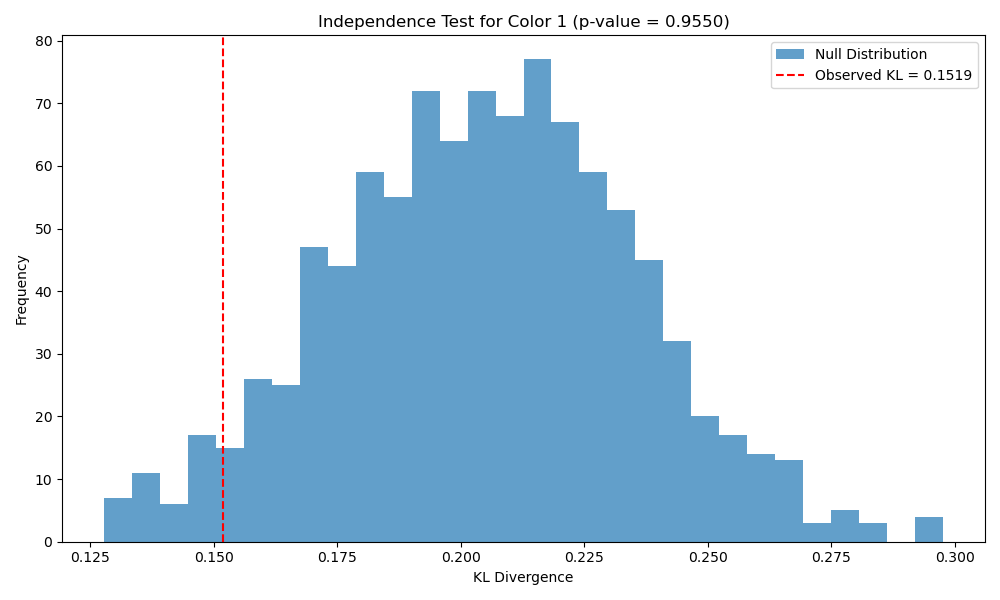 Independence Test for Color 1 (p-value = 0.9550)
Null Distribution
Observed KL = 0.1519
80
70
60
50
40
30
20
10
0
Frequency
0.125 0.150 0.175 0.200 0.225 0.250 0.275 0.300
KL Divergence